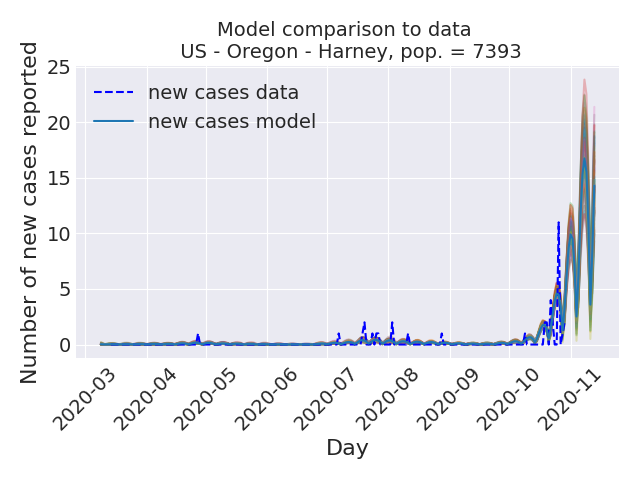 Model comparison to data
US - Oregon - Harney, pop. = 7393
Number of new cases reported
25
20
15
10
5
0
new cases data
new cases model
2020-03
2020-04
2020-05
2020-06
2020-07
2020-08
2020-09
2020-10
2020-11
Day